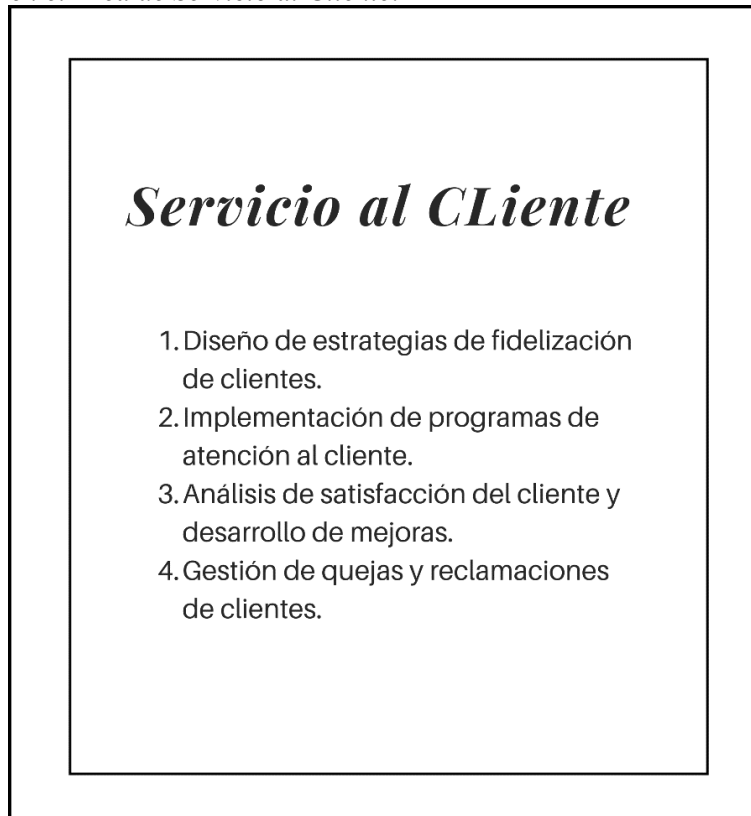 Servicio al CLiente
1. Diseño de estrategias de fidelización
de clientes.
2. Implementación de programas de
atención al cliente.
3. Análisis de satisfacción del cliente y
desarrollo de mejoras.
4. Gestión de quejas y reclamaciones
de clientes.